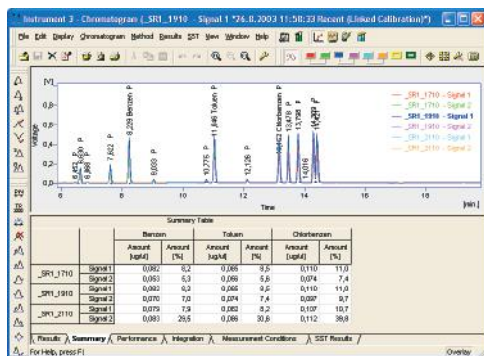 Instrument 3 - Chromatogram (_SR1_1910 - Signal 1 *26.8.2003 11:58:33 Recent (Linked Calibration)*)
File Edit Display Chromatogram Method Results SST View Window Help
[V]
0,8
0,6
0,4
0,2
0,0
Voltage
6 8 10 12 14 16 18
Time
[min.]
8,229 Benzen P
7,622 P
9,033 P
10,775 P
11,046 Toluen P
12,126 P
Chlorbenzen P
13,478 P
13,798 P
14,016
_SR1_1710 - Signal 1
_SR1_1710 - Signal 2
_SR1_1910 - Signal 1
_SR1_1910 - Signal 2
_SR1_2110 - Signal 1
_SR1_2110 - Signal 2
Summary Table
Benzen Toluen Chlorbenzen
Amount [ug/ul] Amount [%] Amount [ug/ul] Amount [%] Amount [ug/ul] Amount [%]
_SR1_1710 Signal 1 0,082 8,2 0,085 8,5 0,110 11,0
Signal 2 0,053 5,3 0,056 5,6 0,074 7,4
_SR1_1910 Signal 1 0,082 8,2 0,085 8,5 0,110 11,0
Signal 2 0,070 7,0 0,074 7,4 0,097 9,7
_SR1_2110 Signal 1 0,079 7,9 0,082 8,2 0,107 10,7
Signal 2 0,083 29,5 0,086 30,6 0,112 39,8
Results Summary Performance Integration Measurement Conditions SST Results
For Help, press F1
Overlay